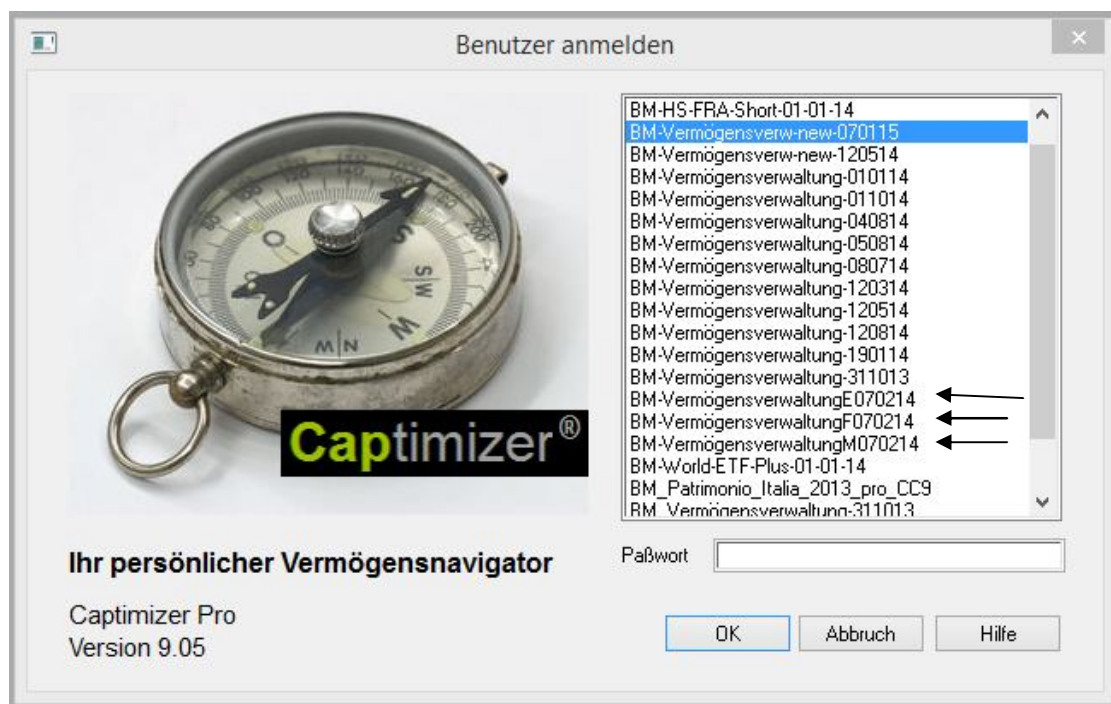 Benutzer anmelden
BM-HS-FRA-Short-01-01-14
BM-Vermögensverw-new-070115
BM-Vermögensverw-new-120514
BM-Vermögensverwaltung-010114
BM-Vermögensverwaltung-011014
BM-Vermögensverwaltung-040814
BM-Vermögensverwaltung-050814
BM-Vermögensverwaltung-080714
BM-Vermögensverwaltung-120314
BM-Vermögensverwaltung-120514
BM-Vermögensverwaltung-120814
BM-Vermögensverwaltung-190114
BM-Vermögensverwaltung-311013
BM-VermögensverwaltungE070214
BM-VermögensverwaltungF070214
BM-VermögensverwaltungM070214
BM-World-ETF-Plus-01-01-14
BM_Patrimonio_Italia_2013_pro_CC9
BM_Vermögensverwaltung-311013
O
S
S|W
W
N|W
Captimizer®
Ihr persönlicher Vermögensnavigator
Captimizer Pro
Version 9.05
Paßwort
OK
Abbruch
Hilfe